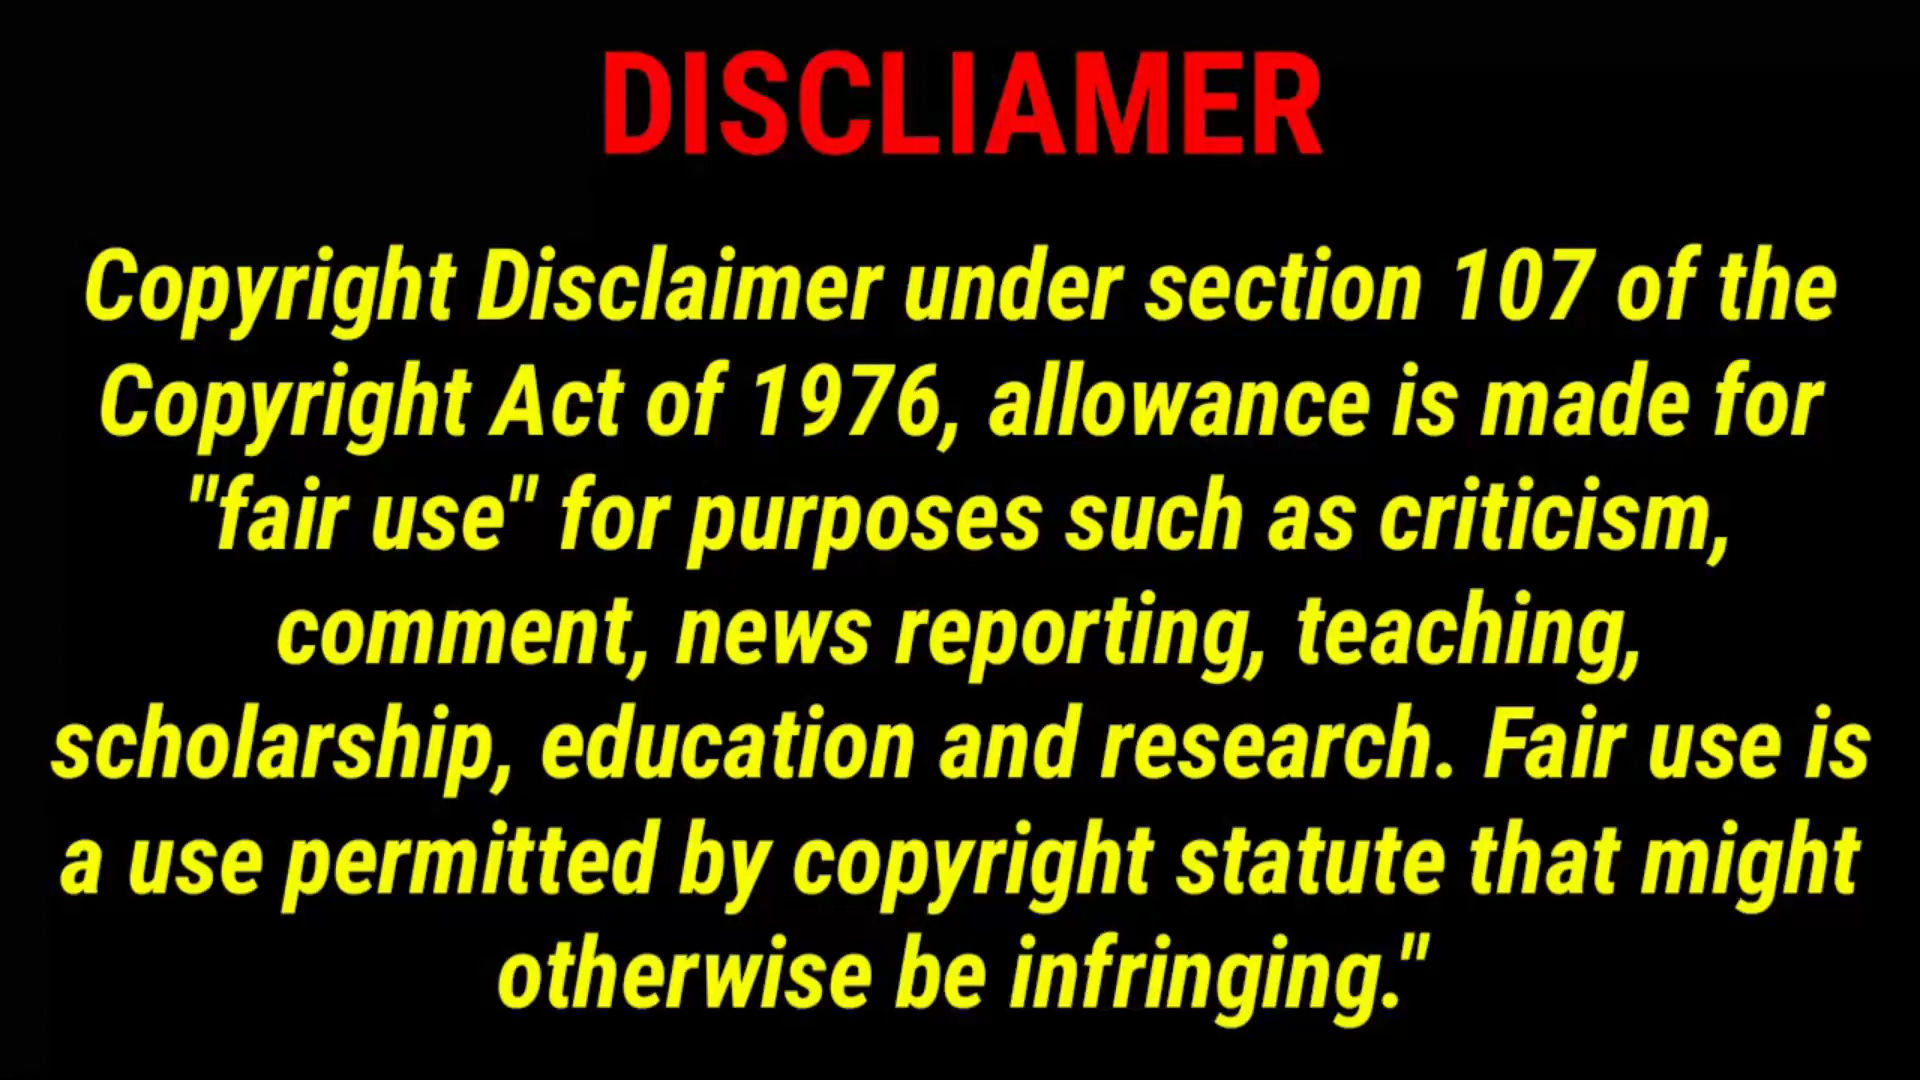 DISCLIAMER
Copyright Disclaimer under section 107 of the
Copyright Act of 1976, allowance is made for
"fair use" for purposes such as criticism,
comment, news reporting, teaching,
scholarship, education and research. Fair use is
a use permitted by copyright statute that might
otherwise be infringing."